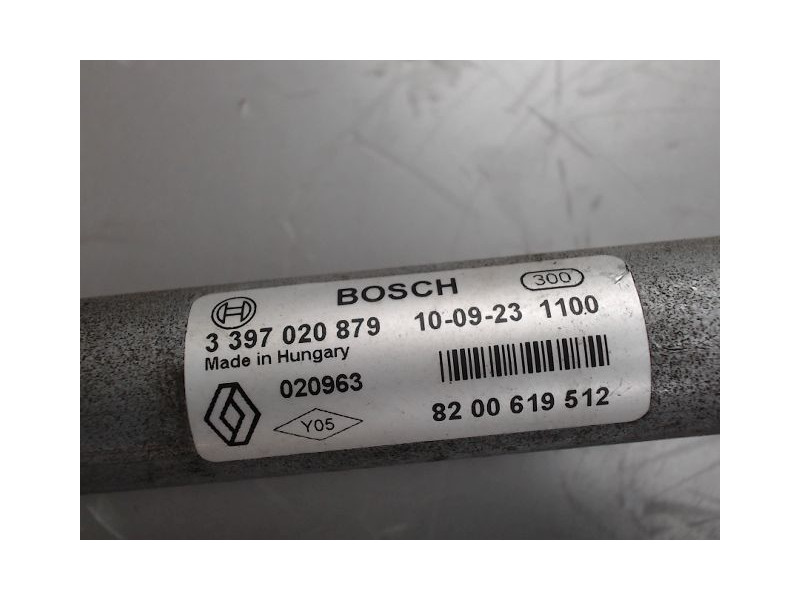 BOSCH 300
3 397 020 879 10-09-23 1100
Made in Hungary
020963
Y05 82 00 619 512